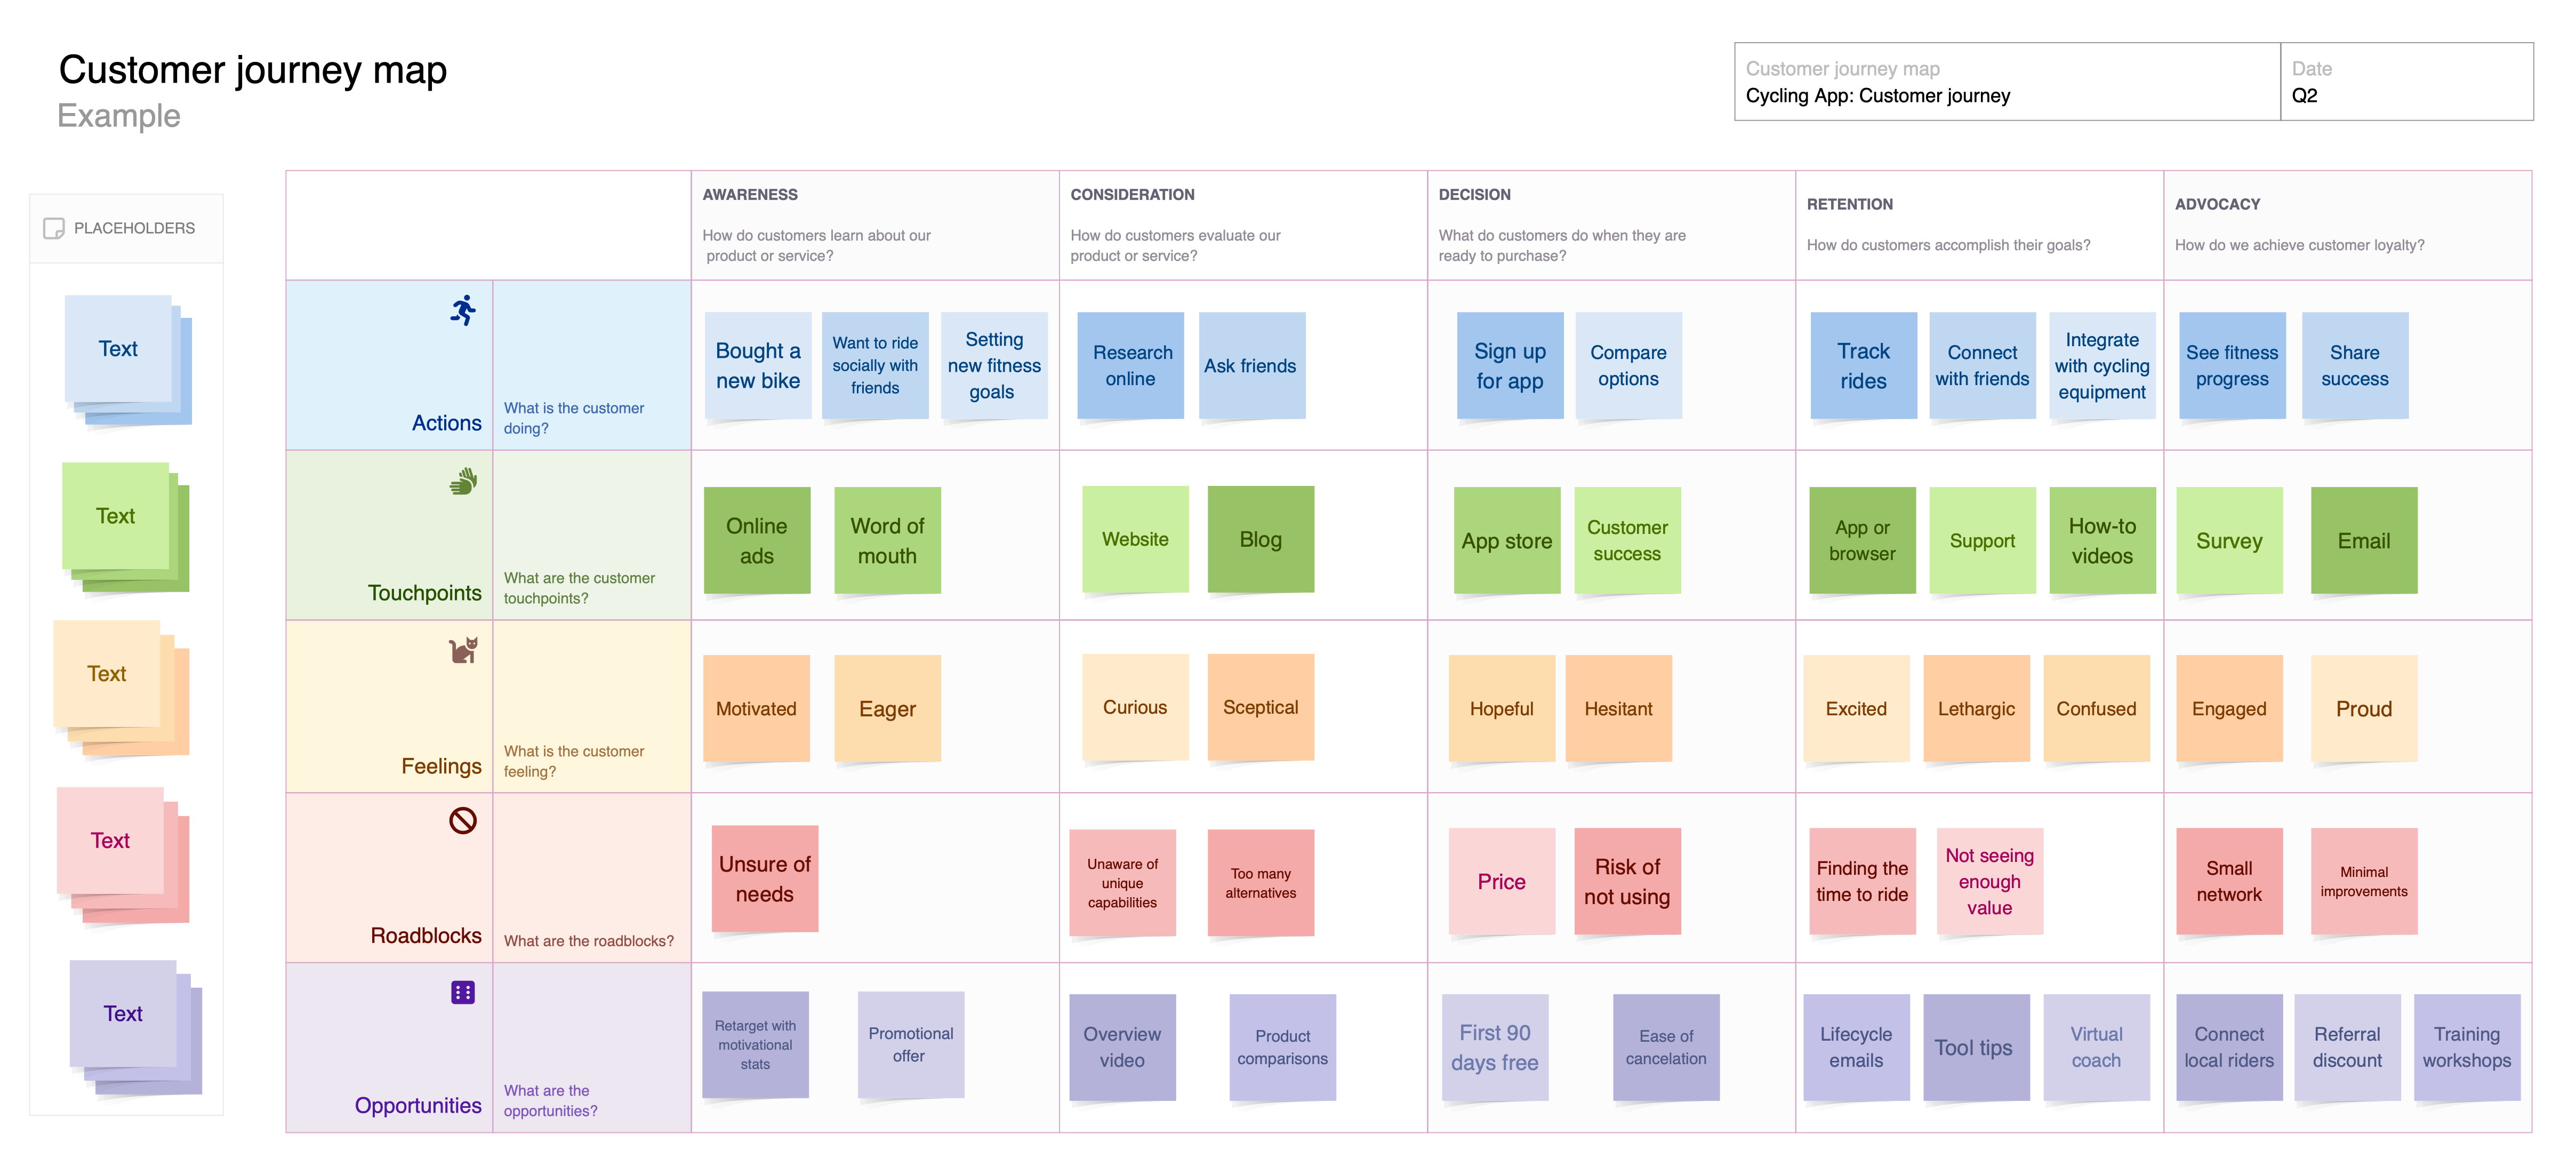 Customer journey map
Example
Customer journey map
Cycling App: Customer journey
Date
Q2
PLACEHOLDERS
Text
Text
Text
Text
Text
AWARENESS
How do customers learn about our
product or service?
CONSIDERATION
How do customers evaluate our
product or service?
DECISION
What do customers do when they are
ready to purchase?
RETENTION
How do customers accomplish their goals?
ADVOCACY
How do we achieve customer loyalty?
Actions
What is the customer
doing?
Bought a
new bike
Want to ride
socially with
friends
Setting
new fitness
goals
Research
online
Ask friends
Sign up
for app
Compare
options
Track
rides
Connect
with friends
Integrate
with cycling
equipment
See fitness
progress
Share
success
Touchpoints
What are the customer
touchpoints?
Online
ads
Word of
mouth
Website
Blog
App store
Customer
success
App or
browser
Support
How-to
videos
Survey
Email
Feelings
What is the customer
feeling?
Motivated
Eager
Curious
Sceptical
Hopeful
Hesitant
Excited
Lethargic
Confused
Engaged
Proud
Roadblocks
What are the roadblocks?
Unsure of
needs
Unaware of
unique
capabilities
Too many
alternatives
Price
Risk of
not using
Finding the
time to ride
Not seeing
enough
value
Small
network
Minimal
improvements
Opportunities
What are the
opportunities?
Retarget with
motivational
stats
Promotional
offer
Overview
video
Product
comparisons
First 90
days free
Ease of
cancelation
Lifecycle
emails
Tool tips
Virtual
coach
Connect
local riders
Referral
discount
Training
workshops